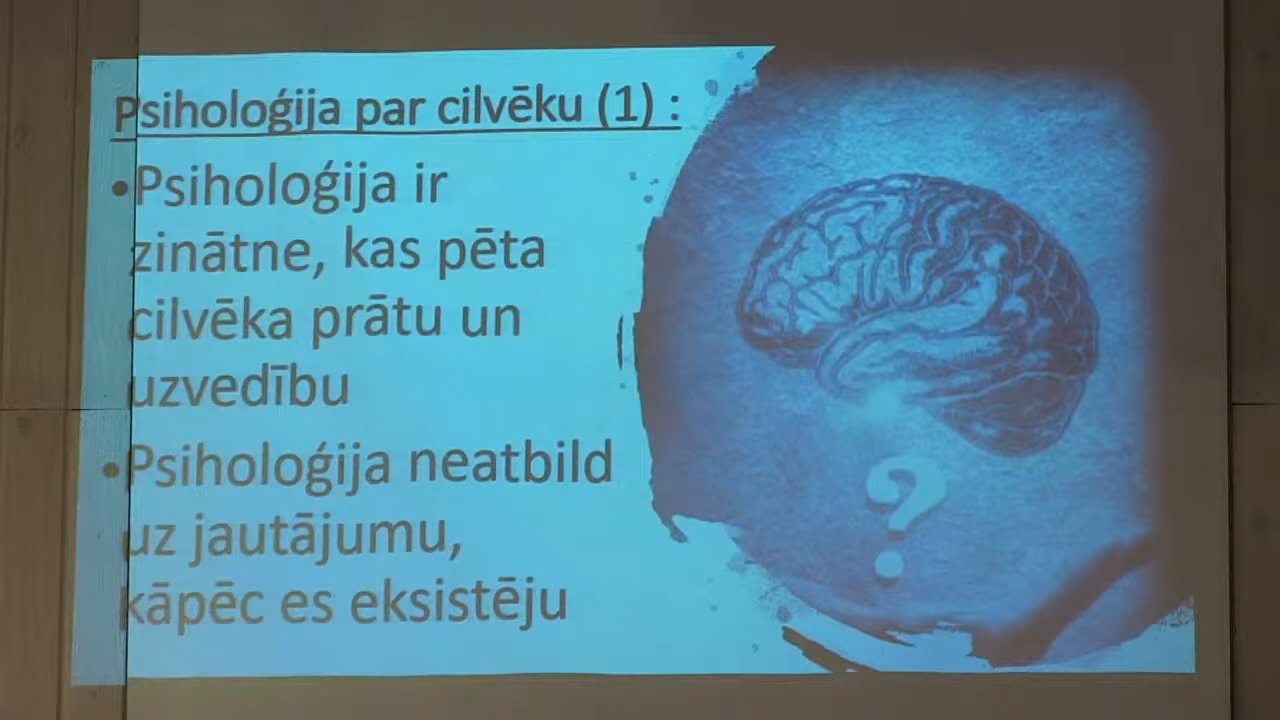 Psiholoģija par cilvēku (1) :
•Psiholoģija ir
zinātne, kas pēta
cilvēka prātu un
uzvedību
•Psiholoģija neatbild
uz jautājumu,
kāpēc es eksistēju
?